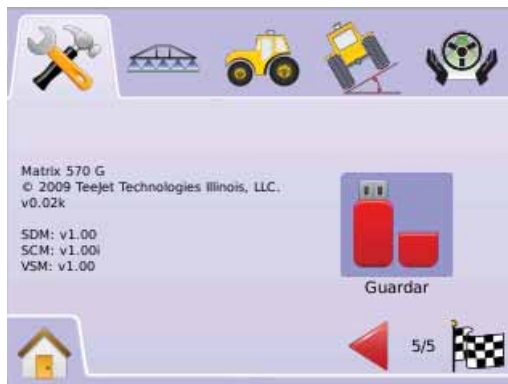 Matrix 570 G
© 2009 TeeJet Technologies Illinois, LLC.
v0.02k
SDM: v1.00
SCM: v1.00i
VSM: v1.00
Guardar
5/5